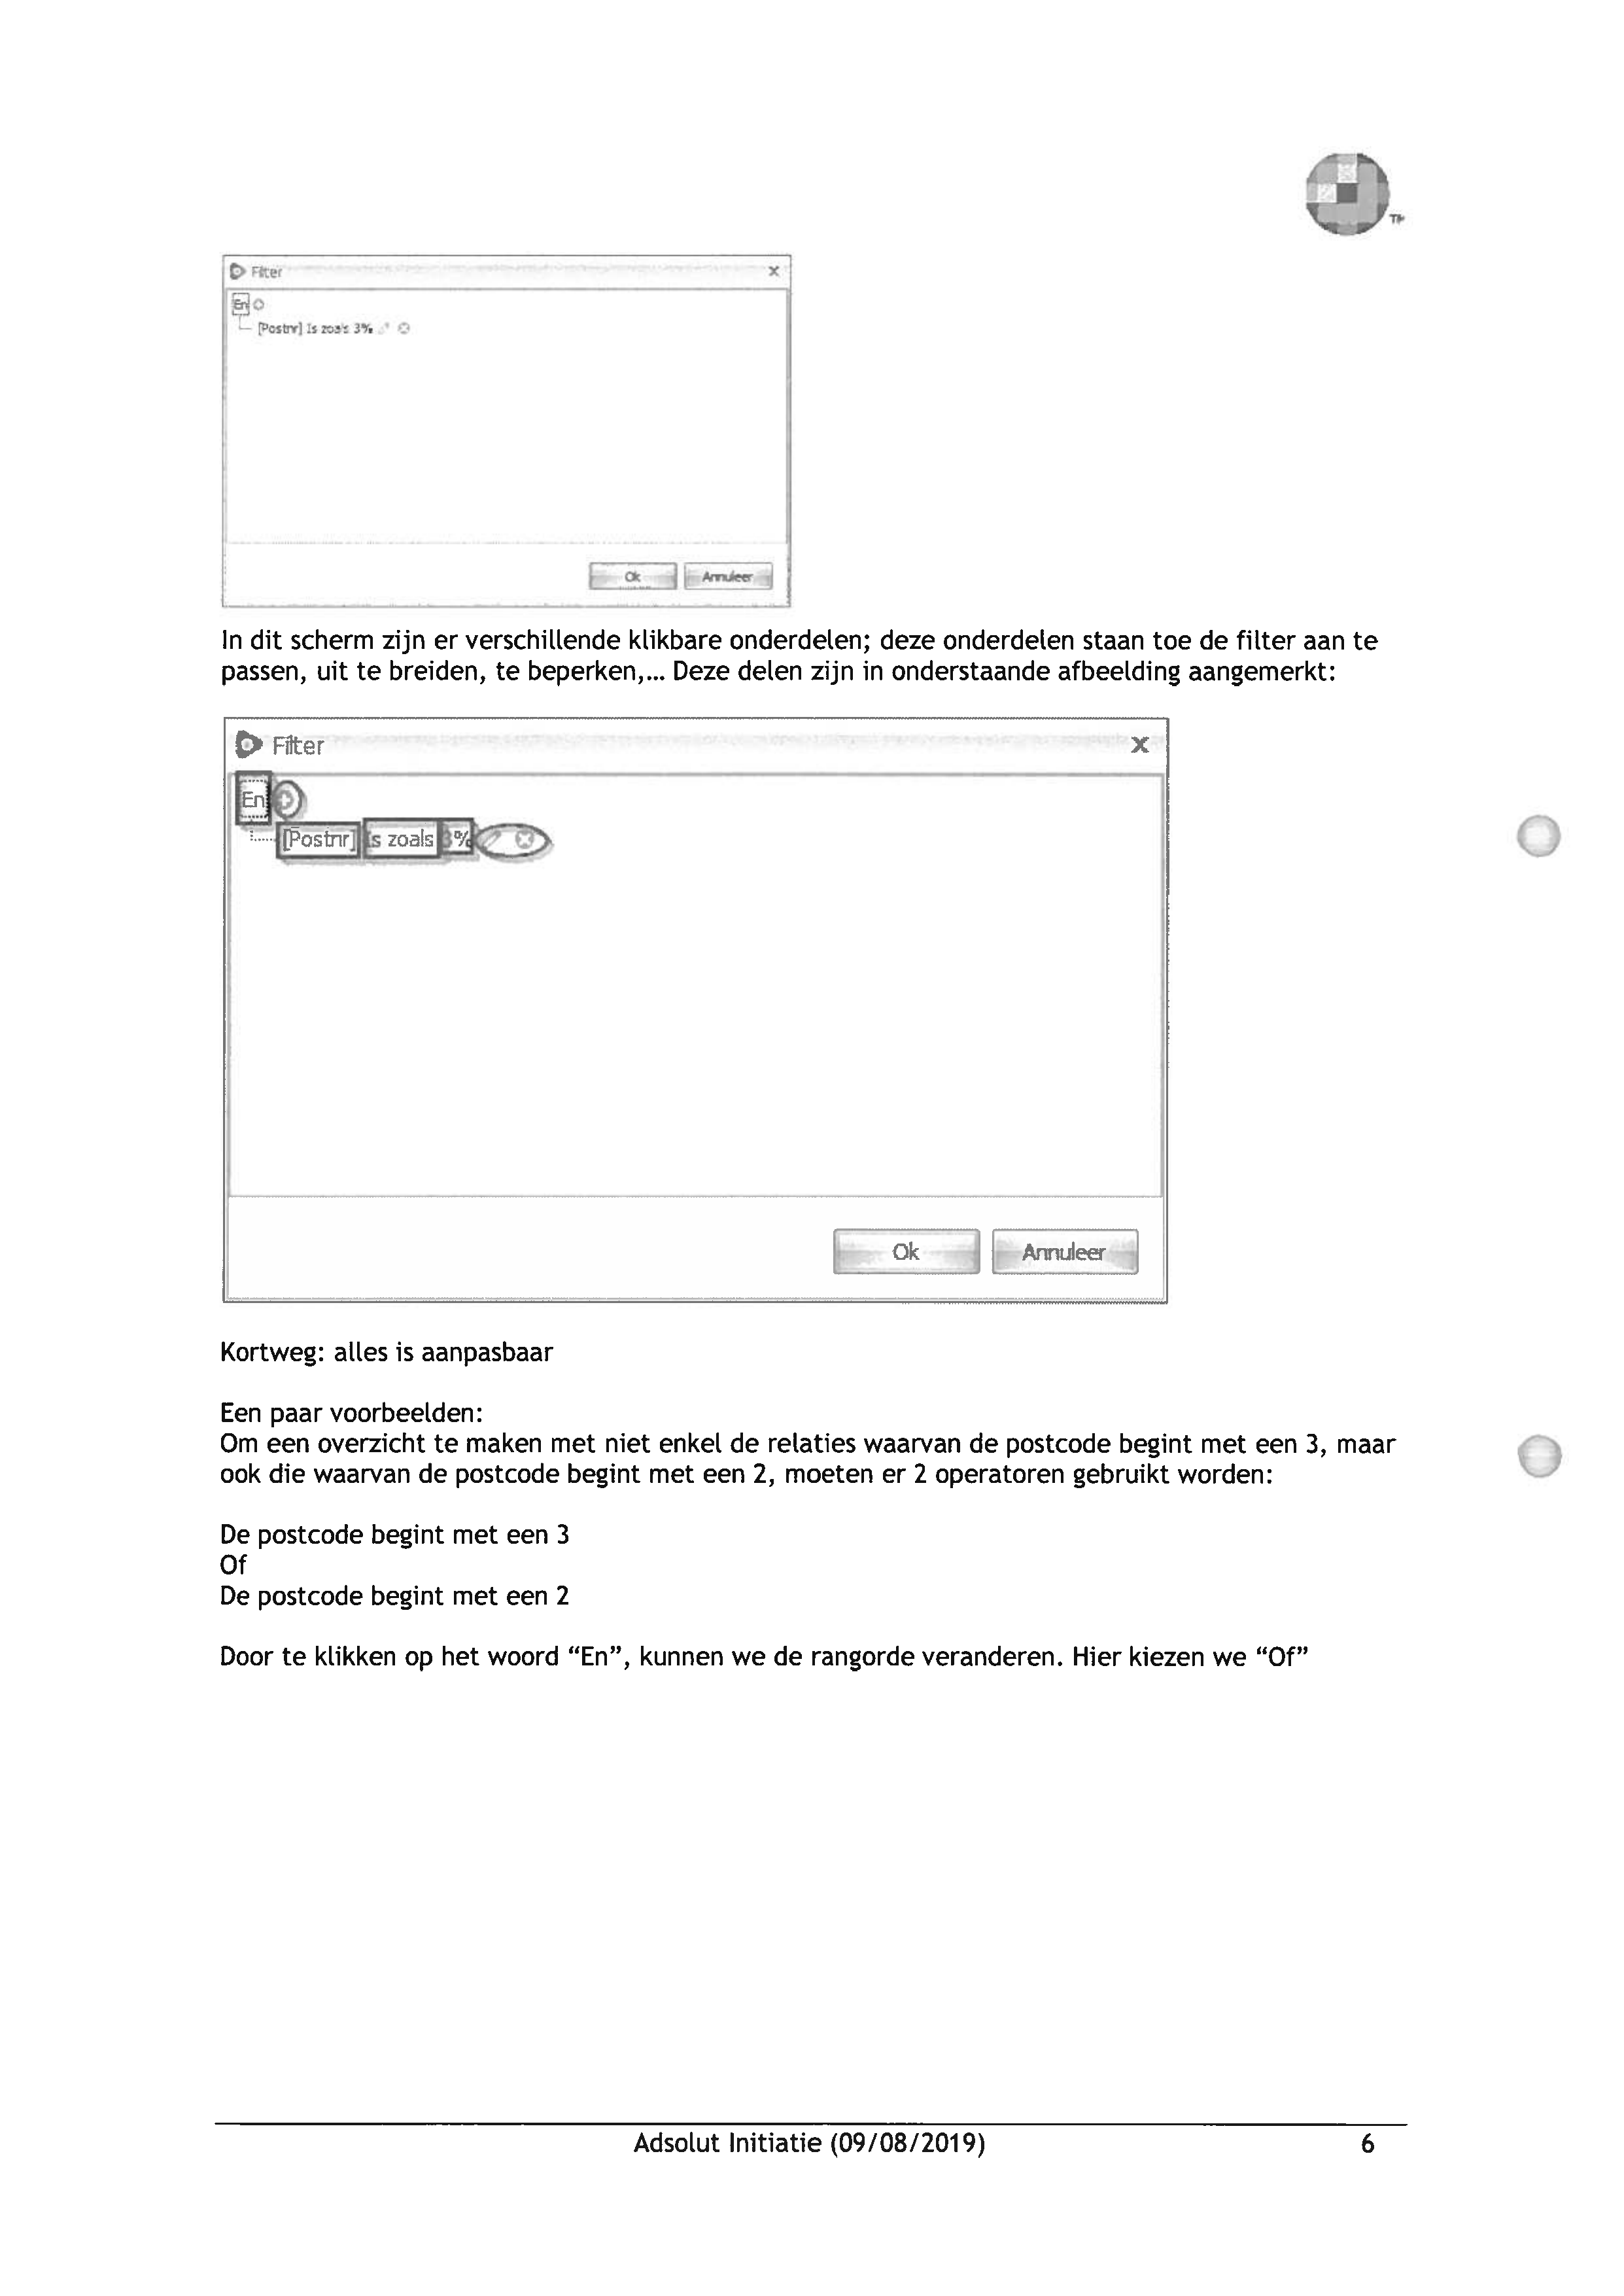 TM
Filter
En
[Postnr] Is zoals 3%
Ok Annuleer
In dit scherm zijn er verschillende klikbare onderdelen; deze onderdelen staan toe de filter aan te
passen, uit te breiden, te beperken,... Deze delen zijn in onderstaande afbeelding aangemerkt:
Filter
En
[Postnr] Is zoals 3%
Ok Annuleer
Kortweg: alles is aanpasbaar
Een paar voorbeelden:
Om een overzicht te maken met niet enkel de relaties waarvan de postcode begint met een 3, maar
ook die waarvan de postcode begint met een 2, moeten er 2 operatoren gebruikt worden:
De postcode begint met een 3
Of
De postcode begint met een 2
Door te klikken op het woord “En”, kunnen we de rangorde veranderen. Hier kiezen we “Of”
Adsolut Initiatie (09/08/2019) 6